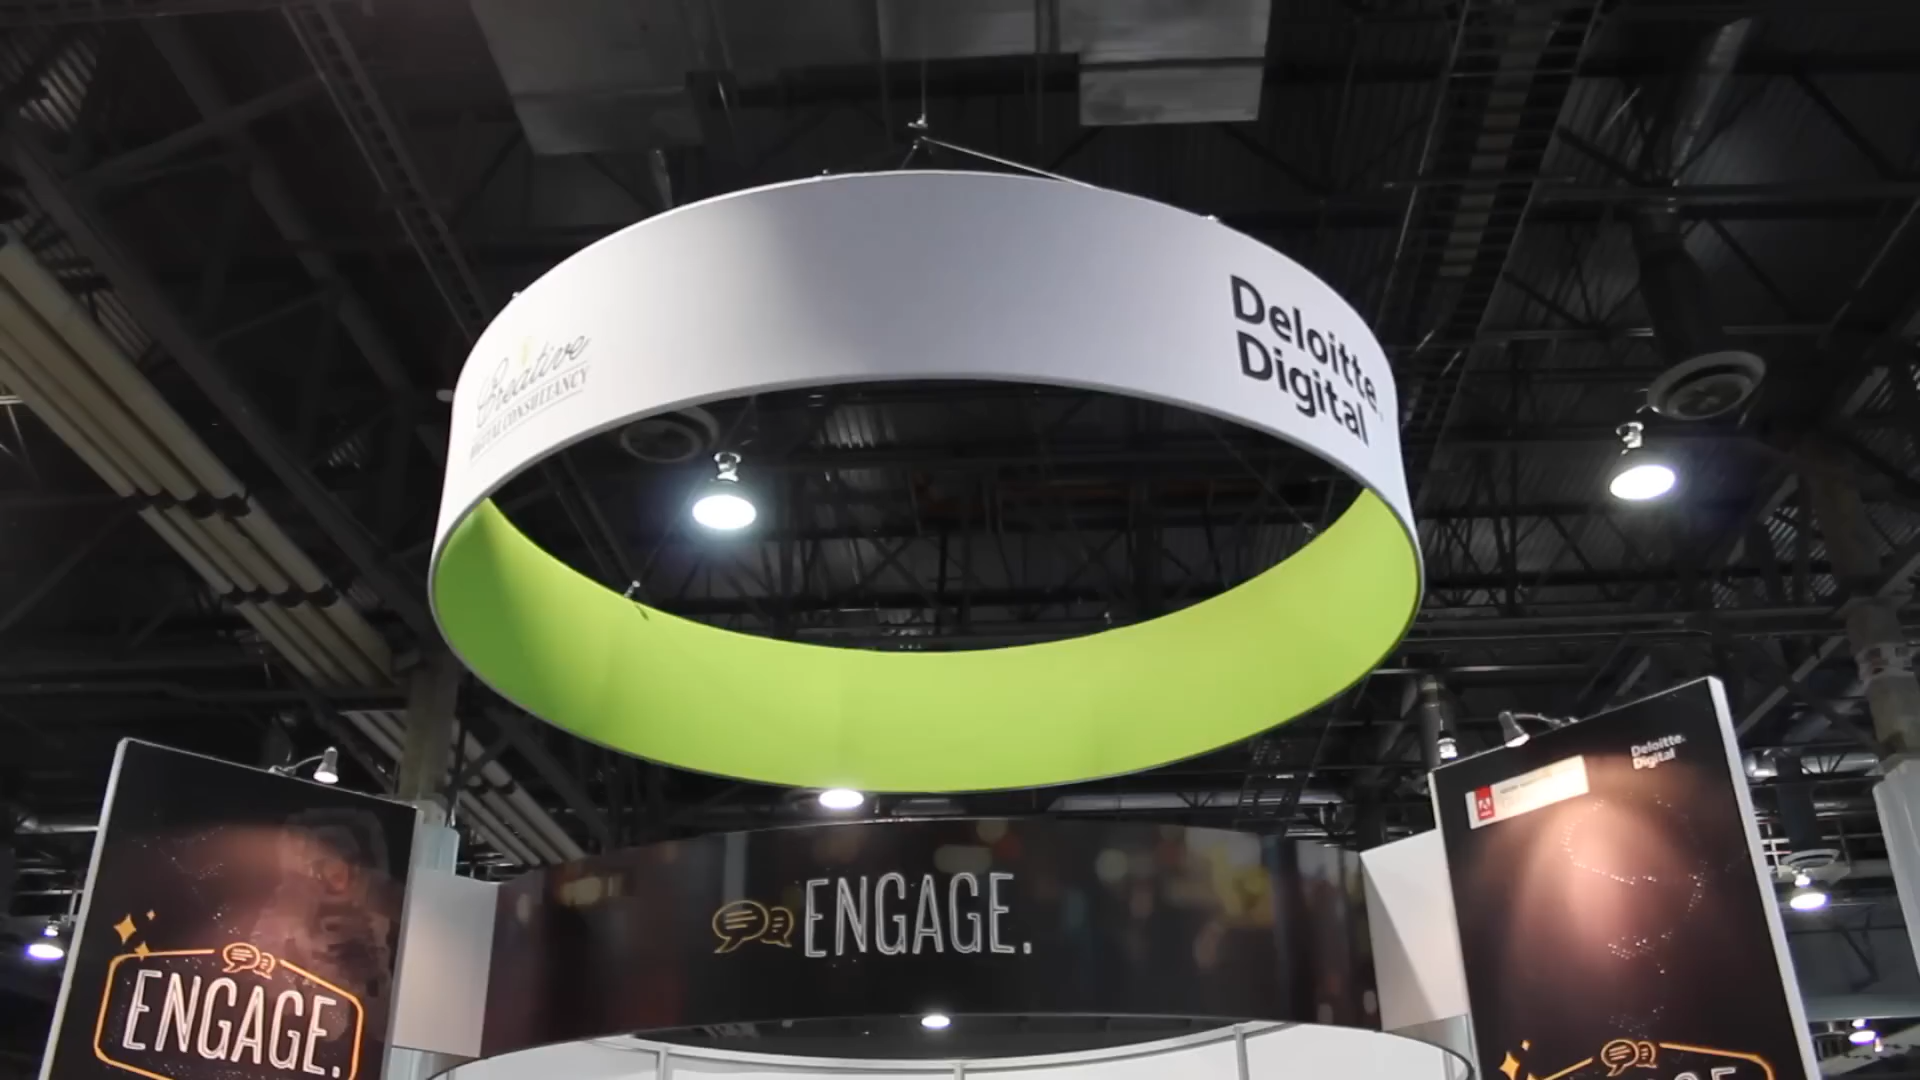 Creative
DIGITAL CONSULTANCY
Deloitte
Digital
Deloitte.
Digital
ENGAGE.
ENGAGE.